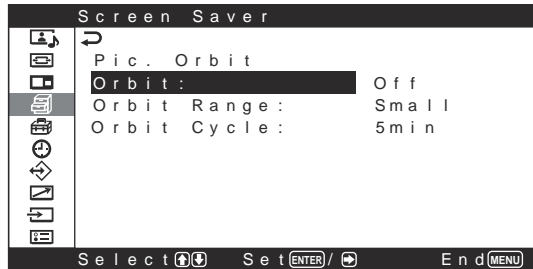 Screen Saver
Pic. Orbit
Orbit: Off
Orbit Range: Small
Orbit Cycle: 5min
Select Set ENTER / End MENU